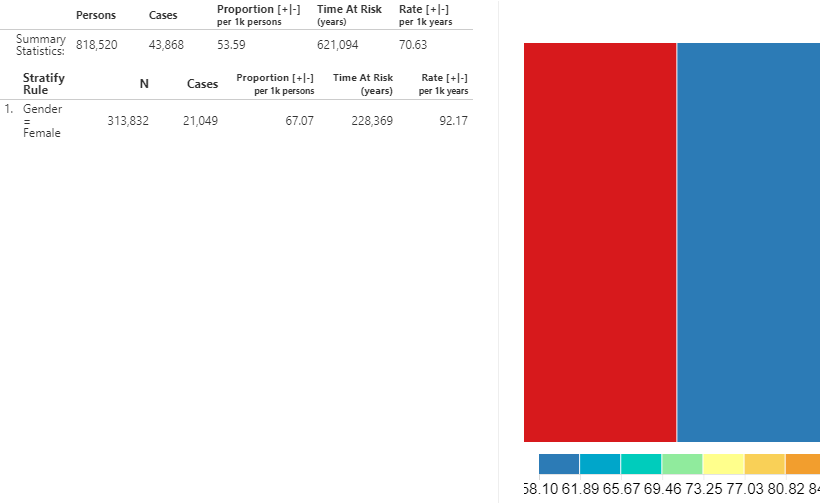 Persons Cases Proportion [+|-] per 1k persons Time At Risk (years) Rate [+|-] per 1k years
Summary Statistics: 818,520 43,868 53.59 621,094 70.63
Stratify Rule N Cases Proportion [+|-] per 1k persons Time At Risk (years) Rate [+|-] per 1k years
1. Gender = Female 313,832 21,049 67.07 228,369 92.17
58.10 61.89 65.67 69.46 73.25 77.03 80.82